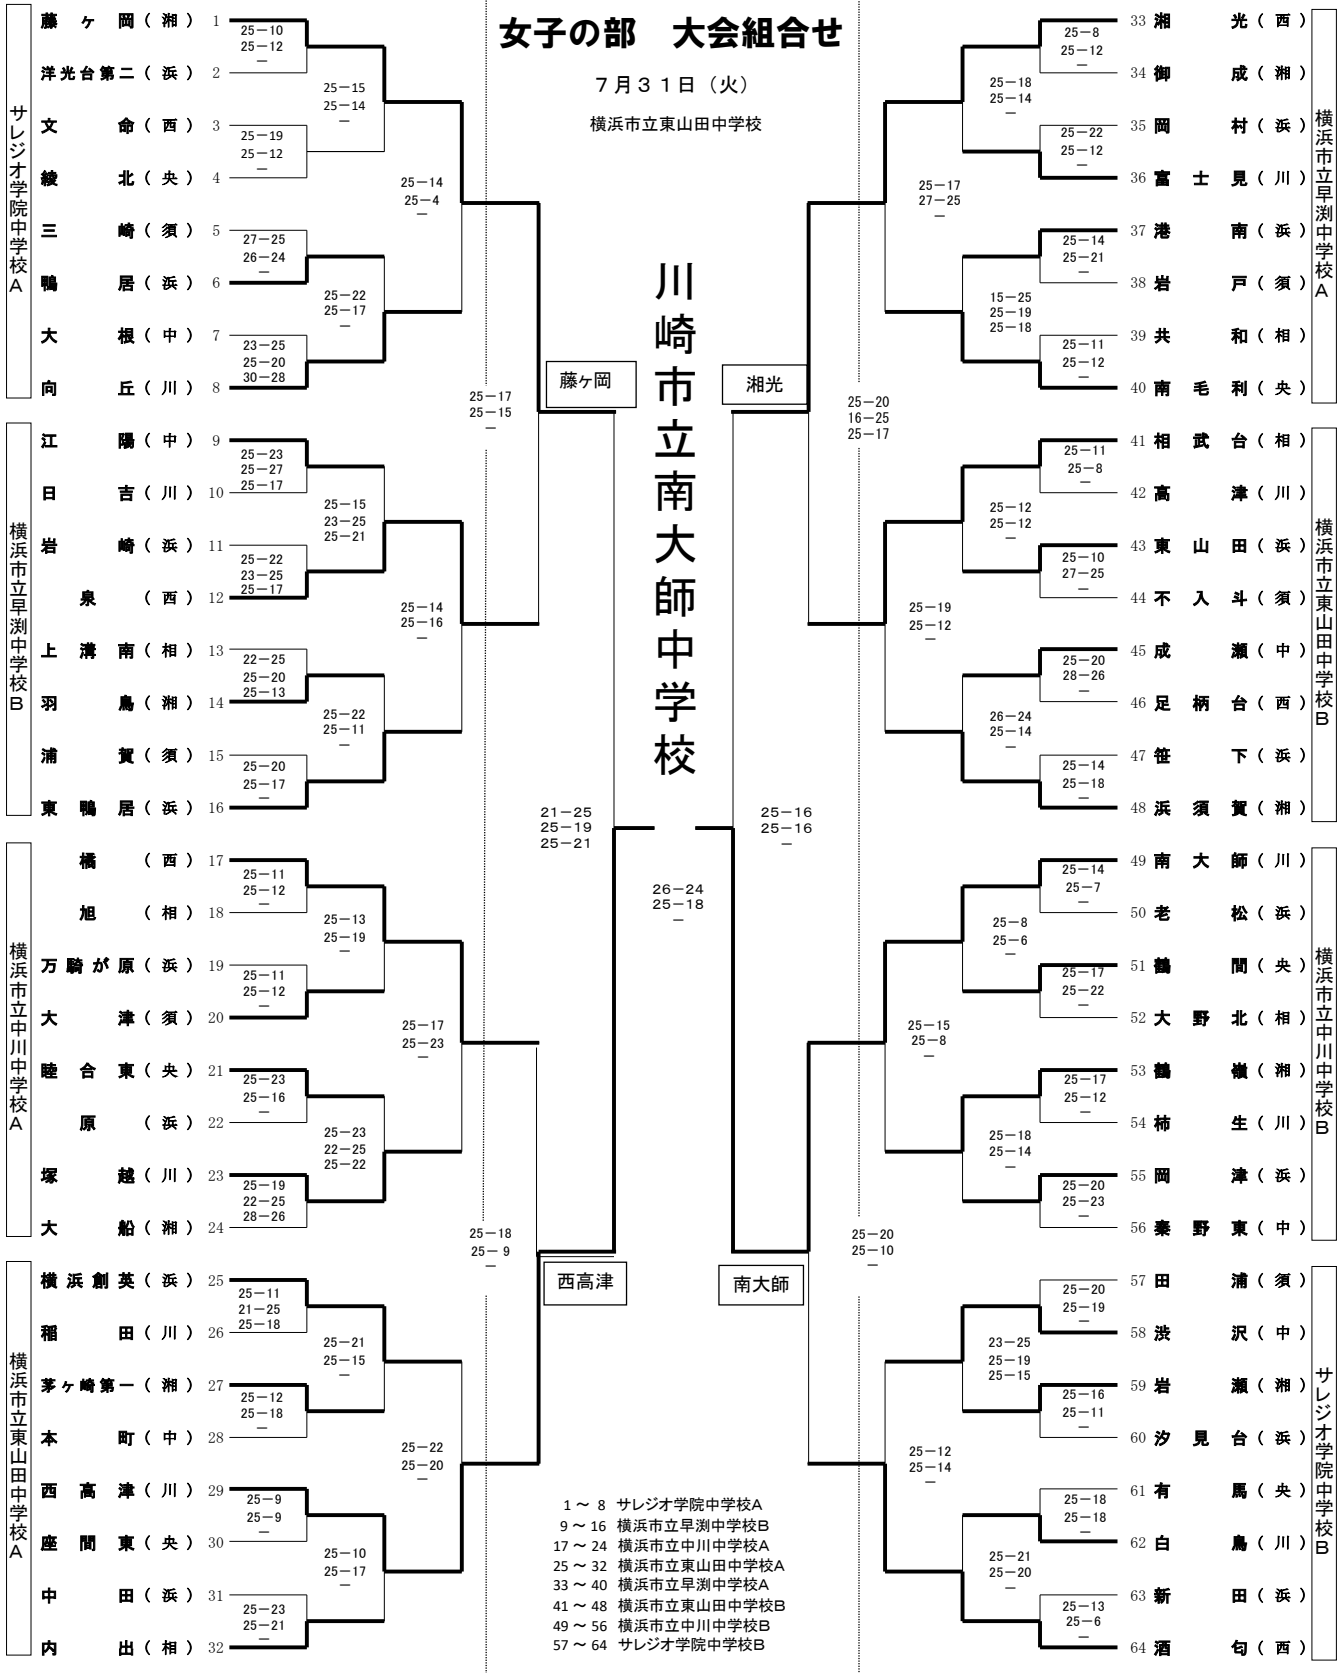 女子の部　大会組合せ
７月３１日（火）
横浜市立東山田中学校
川崎市立南大師中学校
サレジオ学院中学校A
藤ヶ岡（湘） 1
25－10
25－12
－
洋光台第二（浜） 2
25－15
25－14
－
文命（西） 3
25－19
25－12
－
綾北（央） 4
25－14
25－4
－
三崎（須） 5
27－25
26－24
－
鴨居（浜） 6
25－22
25－17
－
大根（中） 7
23－25
25－20
30－28
向丘（川） 8
25－17
25－15
－
藤ヶ岡
横浜市立早渕中学校B
江陽（中） 9
25－23
25－27
25－17
日吉（川） 10
25－15
23－25
25－21
岩崎（浜） 11
25－22
23－25
25－17
泉（西） 12
25－14
25－16
－
上溝南（相） 13
22－25
25－20
25－13
羽鳥（湘） 14
25－22
25－11
－
浦賀（須） 15
25－20
25－17
－
東鴨居（浜） 16
21－25
25－19
25－21
横浜市立中川中学校A
橘（西） 17
25－11
25－12
－
旭（相） 18
25－13
25－19
－
万騎が原（浜） 19
25－11
25－12
－
大津（須） 20
25－17
25－23
－
睦合東（央） 21
25－23
25－16
－
原（浜） 22
25－23
22－25
25－22
塚越（川） 23
25－19
22－25
28－26
大船（湘） 24
25－18
25－9
－
西高津
横浜市立東山田中学校A
横浜創英（浜） 25
25－11
21－25
25－18
稲田（川） 26
25－21
25－15
－
茅ヶ崎第一（湘） 27
25－12
25－18
－
本町（中） 28
25－22
25－20
－
西高津（川） 29
25－9
25－9
－
座間東（央） 30
25－10
25－17
－
中田（浜） 31
25－23
25－21
－
内出（相） 32
26－24
25－18
－
横浜市立早渕中学校A
33 湘光（西）
25－8
25－12
－
34 御成（湘）
25－18
25－14
－
35 岡村（浜）
25－22
25－12
－
36 富士見（川）
25－17
27－25
－
37 港南（浜）
25－14
25－21
－
38 岩戸（須）
15－25
25－19
25－18
39 共和（相）
25－11
25－12
－
40 南毛利（央）
湘光
25－20
16－25
25－17
横浜市立東山田中学校B
41 相武台（相）
25－11
25－8
－
42 高津（川）
25－12
25－12
－
43 東山田（浜）
25－10
27－25
－
44 不入斗（須）
25－19
25－12
－
45 成瀬（中）
25－20
28－26
－
46 足柄台（西）
26－24
25－14
－
47 笹下（浜）
25－14
25－18
－
48 浜須賀（湘）
25－16
25－16
－
横浜市立中川中学校B
49 南大師（川）
25－14
25－7
－
50 老松（浜）
25－8
25－6
－
51 鶴間（央）
25－17
25－22
－
52 大野北（相）
25－15
25－8
－
53 鶴嶺（湘）
25－17
25－12
－
54 柿生（川）
25－18
25－14
－
55 岡津（浜）
25－20
25－23
－
56 秦野東（中）
25－20
25－10
－
南大師
サレジオ学院中学校B
57 田浦（須）
25－20
25－19
－
58 渋沢（中）
23－25
25－19
25－15
59 岩瀬（湘）
25－16
25－11
－
60 汐見台（浜）
25－12
25－14
－
61 有馬（央）
25－18
25－18
－
62 白鳥（川）
25－21
25－20
－
63 新田（浜）
25－13
25－6
－
64 酒匂（西）
1 ～ 8 サレジオ学院中学校A
9 ～ 16 横浜市立早渕中学校B
17 ～ 24 横浜市立中川中学校A
25 ～ 32 横浜市立東山田中学校A
33 ～ 40 横浜市立早渕中学校A
41 ～ 48 横浜市立東山田中学校B
49 ～ 56 横浜市立中川中学校B
57 ～ 64 サレジオ学院中学校B